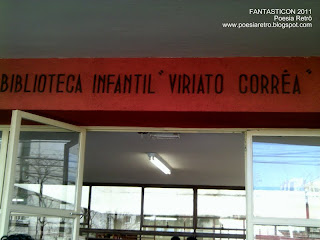 FANTASTICON 2011
Poesia Retrô
www.poesiaretro.blogspot.com
BIBLIOTECA INFANTIL "VIRIATO CORRÊA"